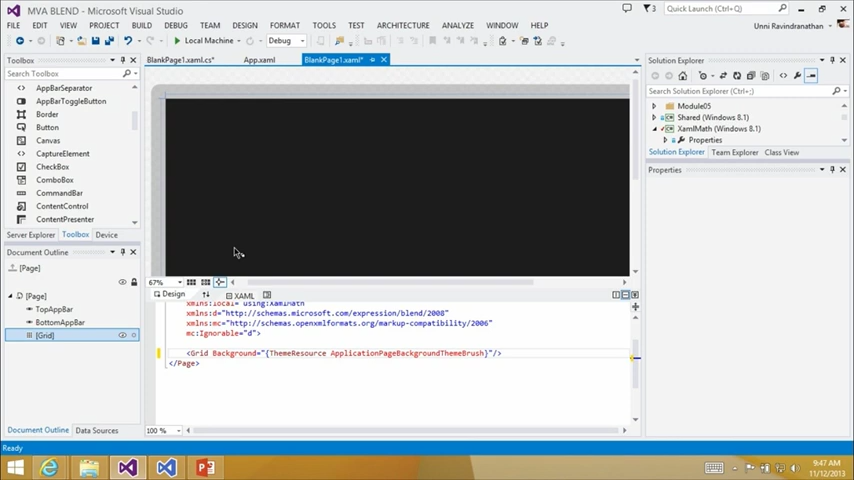 MVA BLEND - Microsoft Visual Studio
3
Quick Launch (Ctrl+Q)
FILE EDIT VIEW PROJECT BUILD DEBUG TEAM DESIGN FORMAT TOOLS TEST ARCHITECTURE ANALYZE WINDOW HELP
Unni Ravindranathan
Local Machine
Debug
Toolbox
Search Toolbox
AppBarSeparator
AppBarToggleButton
Border
Button
Canvas
CaptureElement
CheckBox
ComboBox
CommandBar
ContentControl
ContentPresenter
Server Explorer Toolbox Device
Document Outline
[Page]
[Page]
TopAppBar
BottomAppBar
[Grid]
Document Outline Data Sources
BlankPage1.xaml.cs* App.xaml BlankPage1.xaml*
67%
Design XAML
xmlns:local="using:XamlMath"
xmlns:d="http://schemas.microsoft.com/expression/blend/2008"
xmlns:mc="http://schemas.openxmlformats.org/markup-compatibility/2006"
mc:Ignorable="d">
<Grid Background="{ThemeResource ApplicationPageBackgroundThemeBrush}"/>
</Page>
100 %
Solution Explorer
Search Solution Explorer (Ctrl+;)
Module05
Shared (Windows 8.1)
XamlMath (Windows 8.1)
Properties
Solution Explorer Team Explorer Class View
Properties
Ready
9:47 AM
11/12/2013